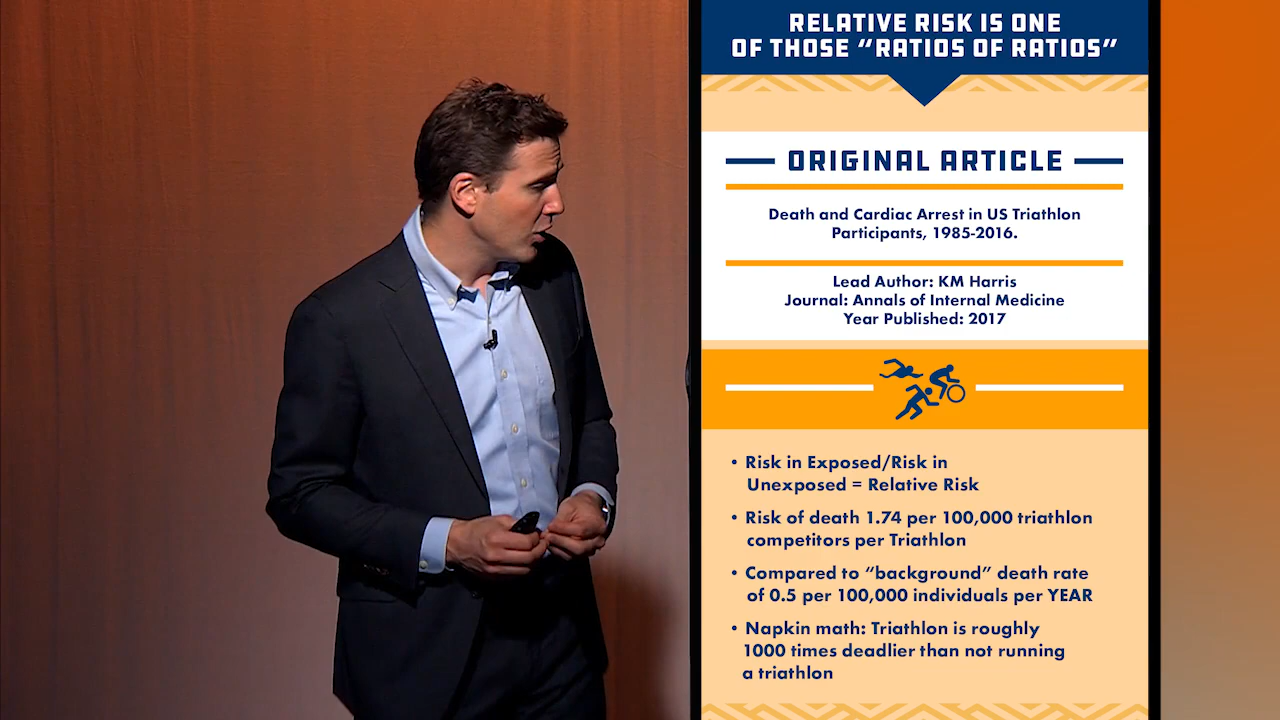 RELATIVE RISK IS ONE
OF THOSE “RATIOS OF RATIOS”
ORIGINAL ARTICLE
Death and Cardiac Arrest in US Triathlon
Participants, 1985-2016.
Lead Author: KM Harris
Journal: Annals of Internal Medicine
Year Published: 2017
• Risk in Exposed/Risk in
Unexposed = Relative Risk
• Risk of death 1.74 per 100,000 triathlon
competitors per Triathlon
• Compared to “background” death rate
of 0.5 per 100,000 individuals per YEAR
• Napkin math: Triathlon is roughly
1000 times deadlier than not running
a triathlon